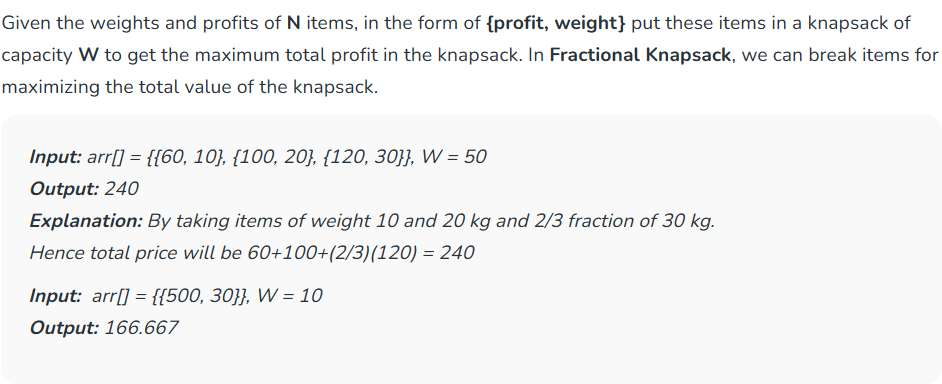 Given the weights and profits of N items, in the form of {profit, weight} put these items in a knapsack of
capacity W to get the maximum total profit in the knapsack. In Fractional Knapsack, we can break items for
maximizing the total value of the knapsack.
Input: arr[] = {{60, 10}, {100, 20}, {120, 30}}, W = 50
Output: 240
Explanation: By taking items of weight 10 and 20 kg and 2/3 fraction of 30 kg.
Hence total price will be 60+100+(2/3)(120) = 240
Input: arr[] = {{500, 30}}, W = 10
Output: 166.667